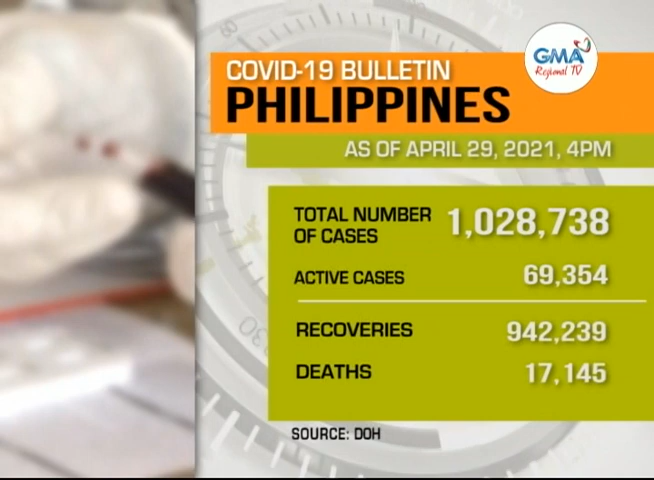 GMA
Regional TV
COVID-19 BULLETIN
PHILIPPINES
AS OF APRIL 29, 2021, 4PM
TOTAL NUMBER
OF CASES 1,028,738
ACTIVE CASES 69,354
RECOVERIES 942,239
DEATHS 17,145
SOURCE: DOH
30